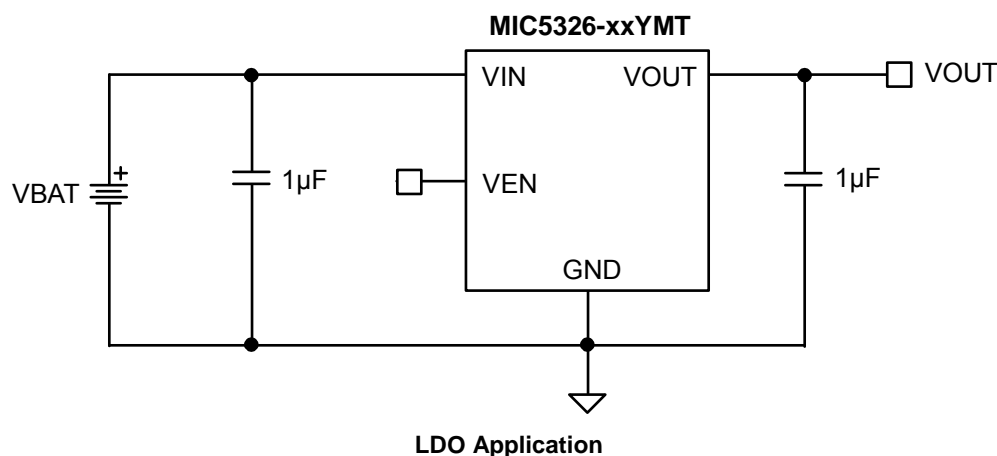 MIC5326-xxYMT
VIN
VOUT
VOUT
+
VBAT
1µF
VEN
1µF
GND
LDO Application